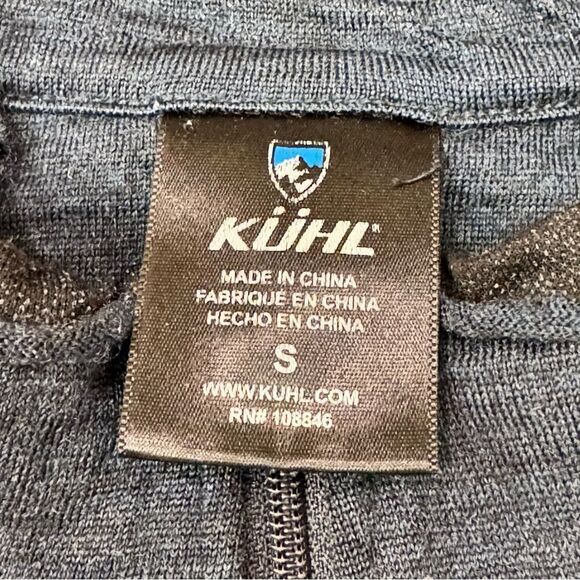 KÜHL®
MADE IN CHINA
FABRIQUE EN CHINA
HECHO EN CHINA
S
WWW.KUHL.COM
RN# 108846